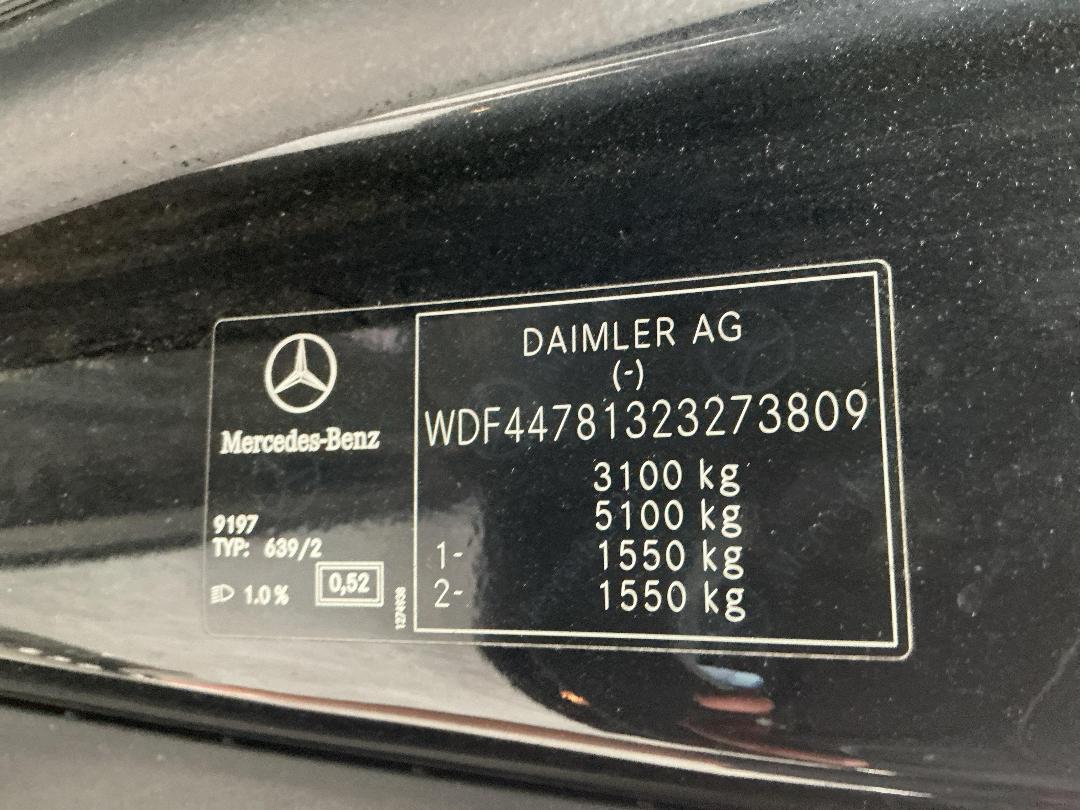 Mercedes-Benz
9197
TYP: 639/2
1.0%
0,52
1274938
DAIMLER AG
(-)
WDF44781323273809
3100 kg
5100 kg
1- 1550 kg
2- 1550 kg